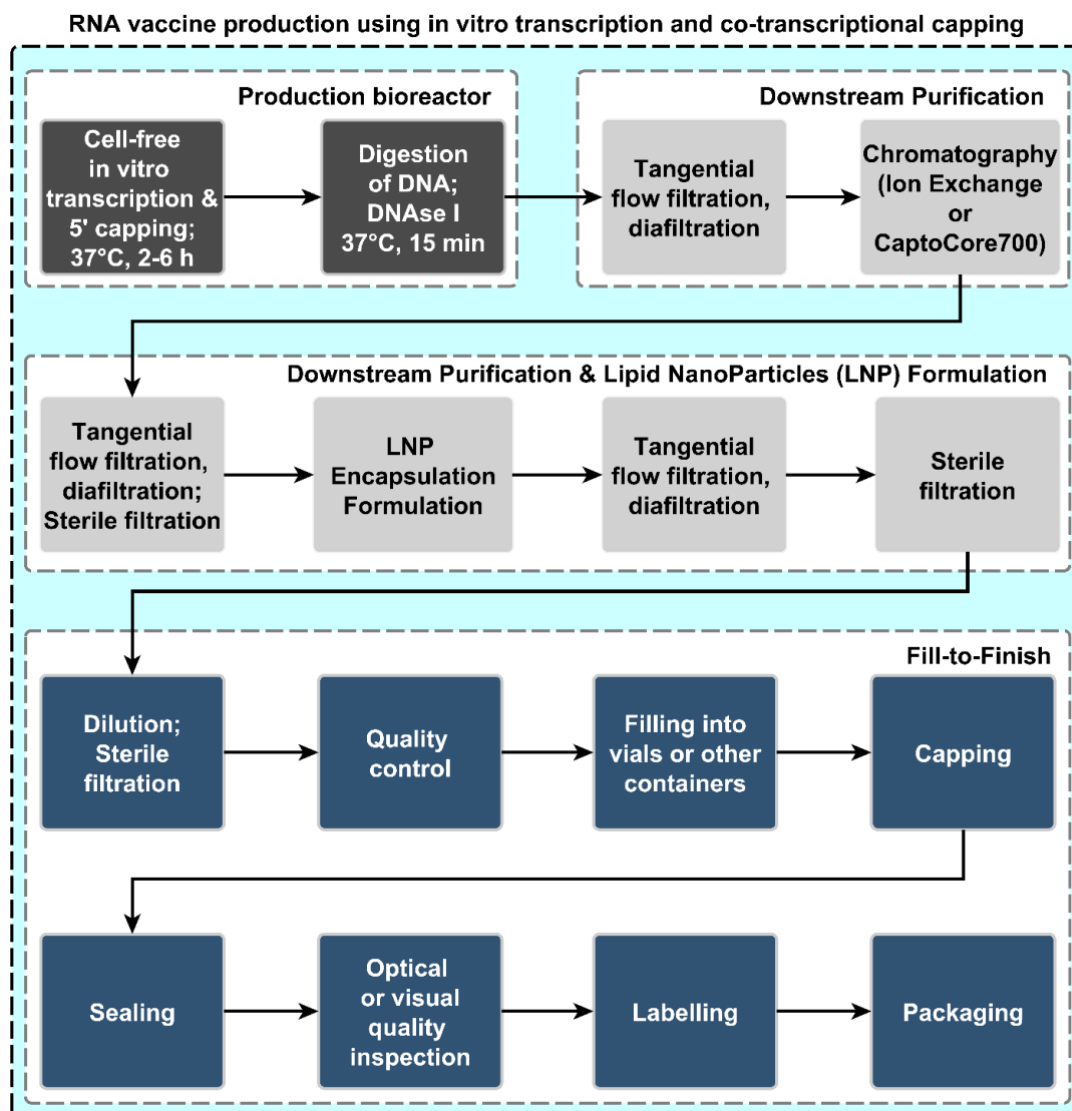 RNA vaccine production using in vitro transcription and co-transcriptional capping
Production bioreactor
Cell-free
in vitro
transcription &
5' capping;
37°C, 2-6 h
Digestion
of DNA;
DNAse I
37°C, 15 min
Downstream Purification
Tangential
flow filtration,
diafiltration
Chromatography
(Ion Exchange
or
CaptoCore700)
Downstream Purification & Lipid NanoParticles (LNP) Formulation
Tangential
flow filtration,
diafiltration;
Sterile filtration
LNP
Encapsulation
Formulation
Tangential
flow filtration,
diafiltration
Sterile
filtration
Fill-to-Finish
Dilution;
Sterile
filtration
Quality
control
Filling into
vials or other
containers
Capping
Sealing
Optical
or visual
quality
inspection
Labelling
Packaging